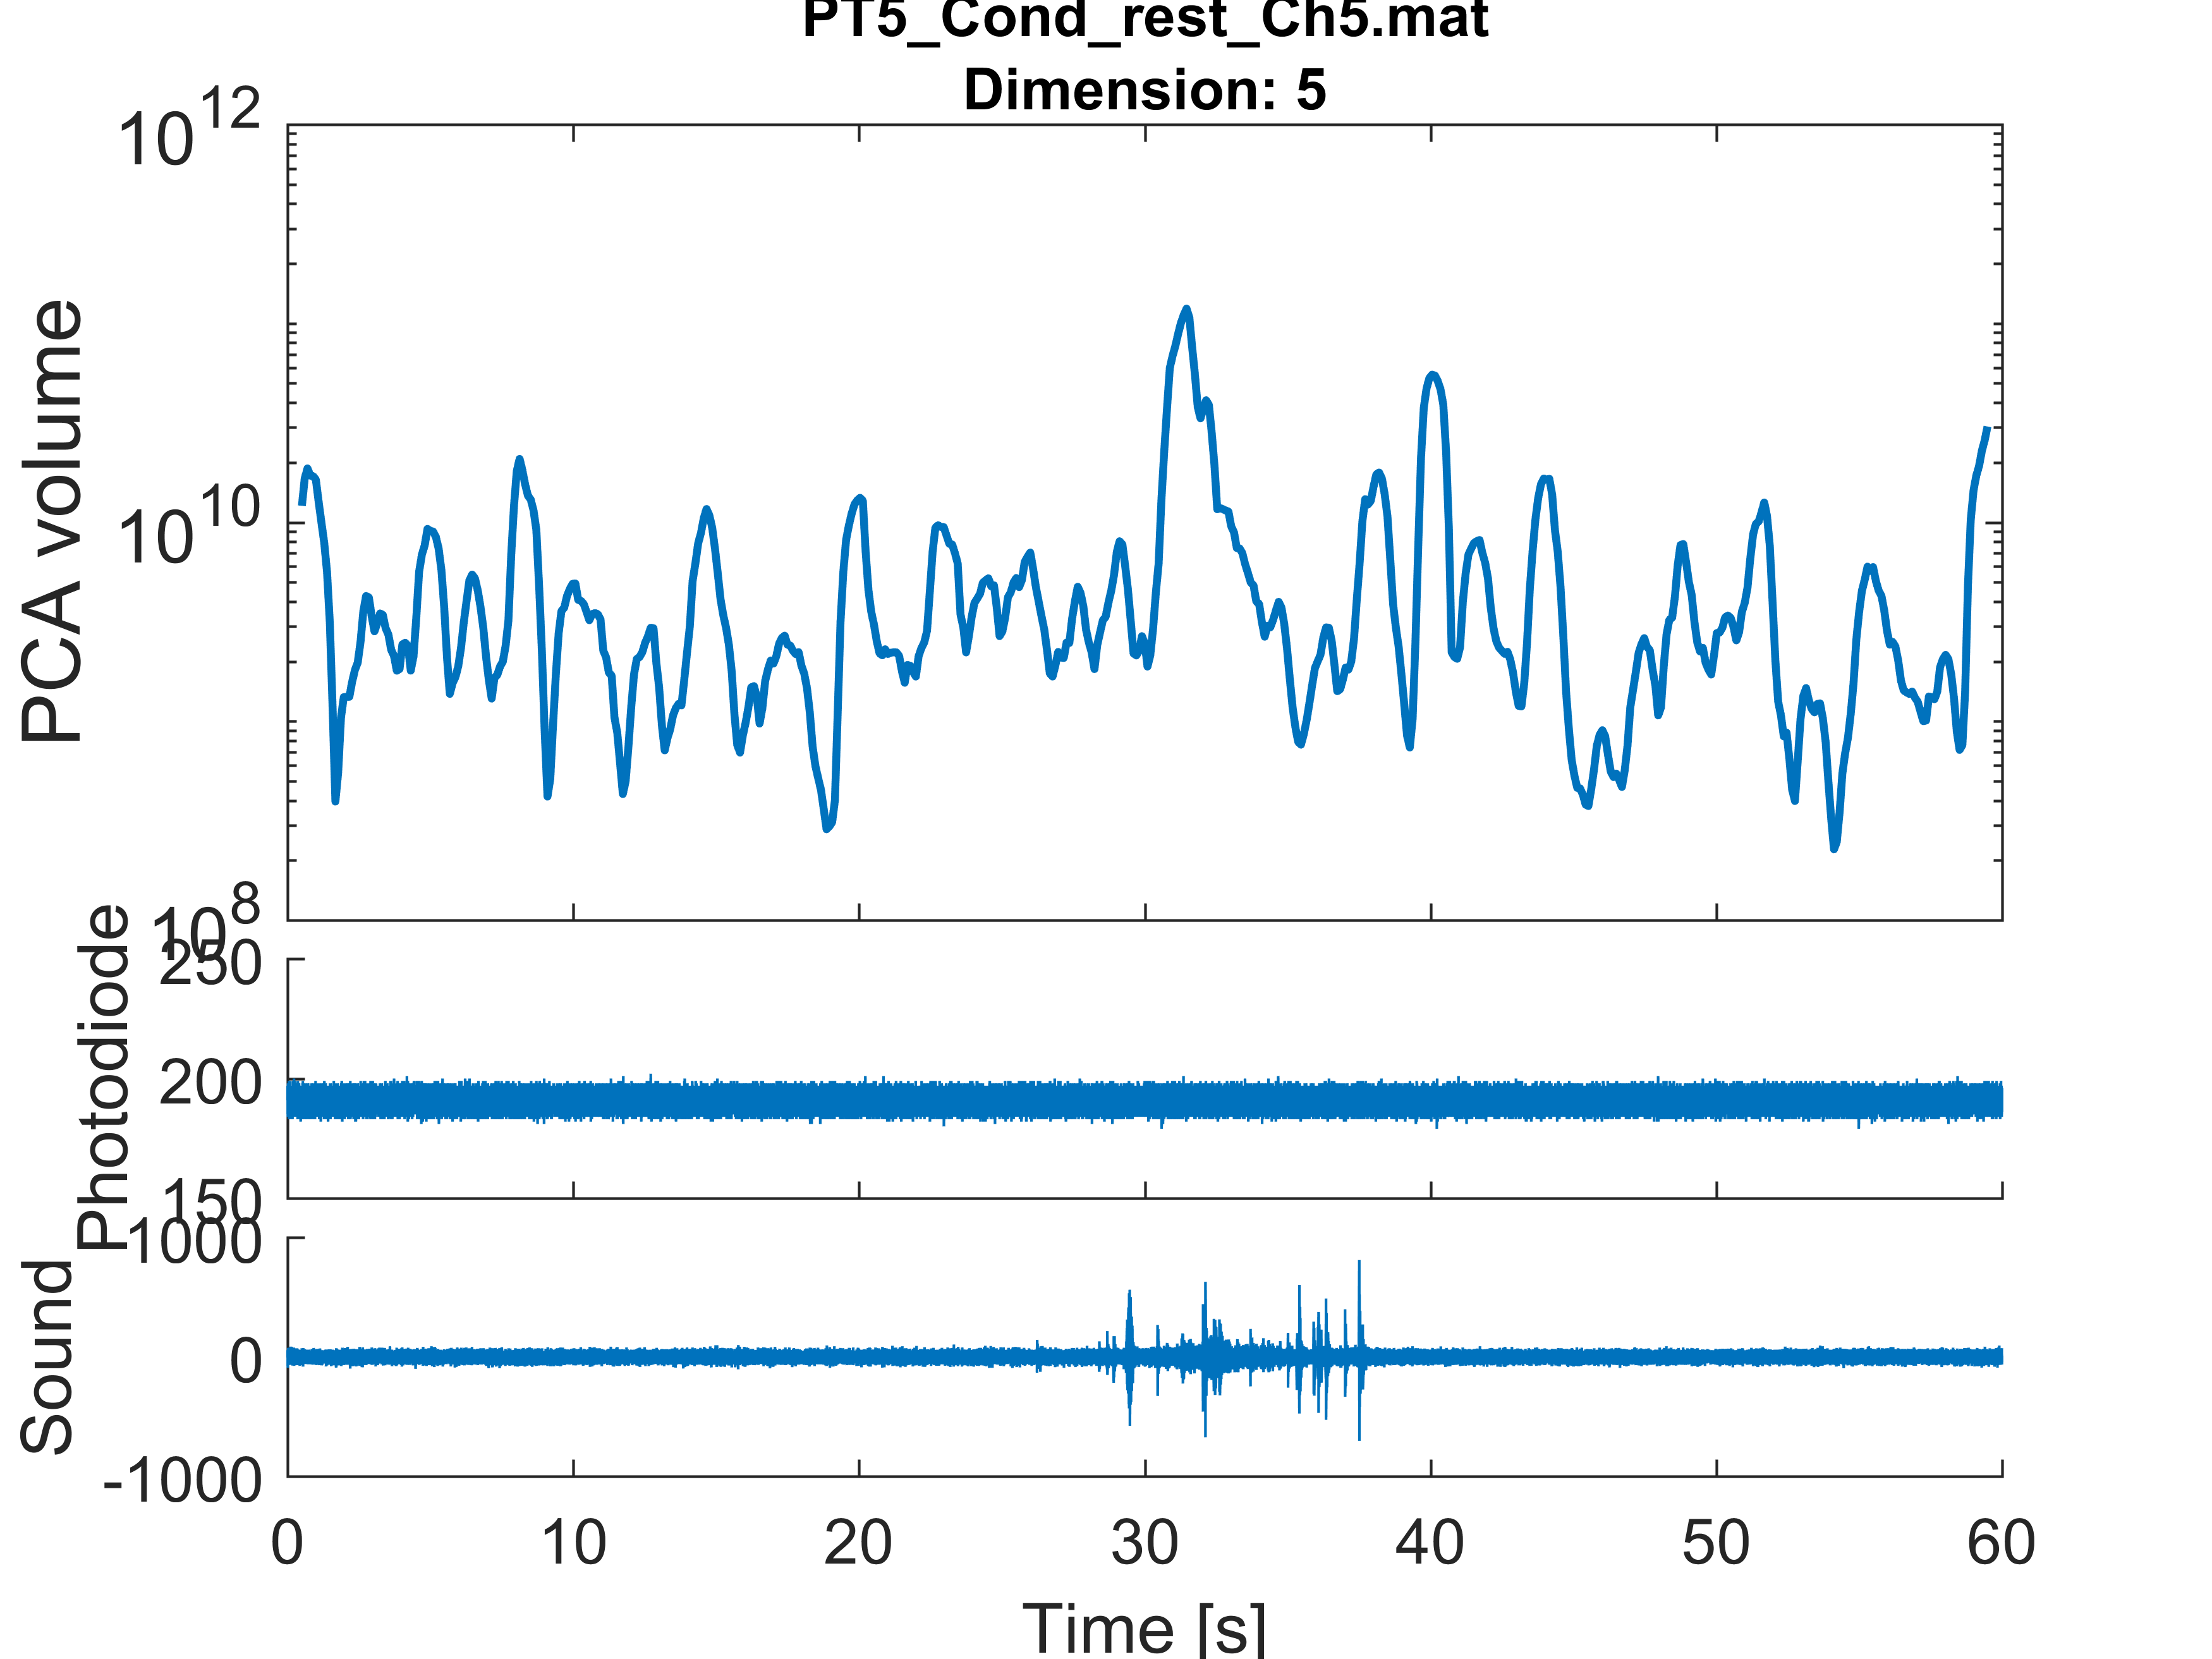 PT5_Cond_rest_Ch5.mat
Dimension: 5
10^12
10^10
10^8
PCA volume
250
200
150
Photodiode
1000
0
-1000
Sound
0 10 20 30 40 50 60
Time [s]